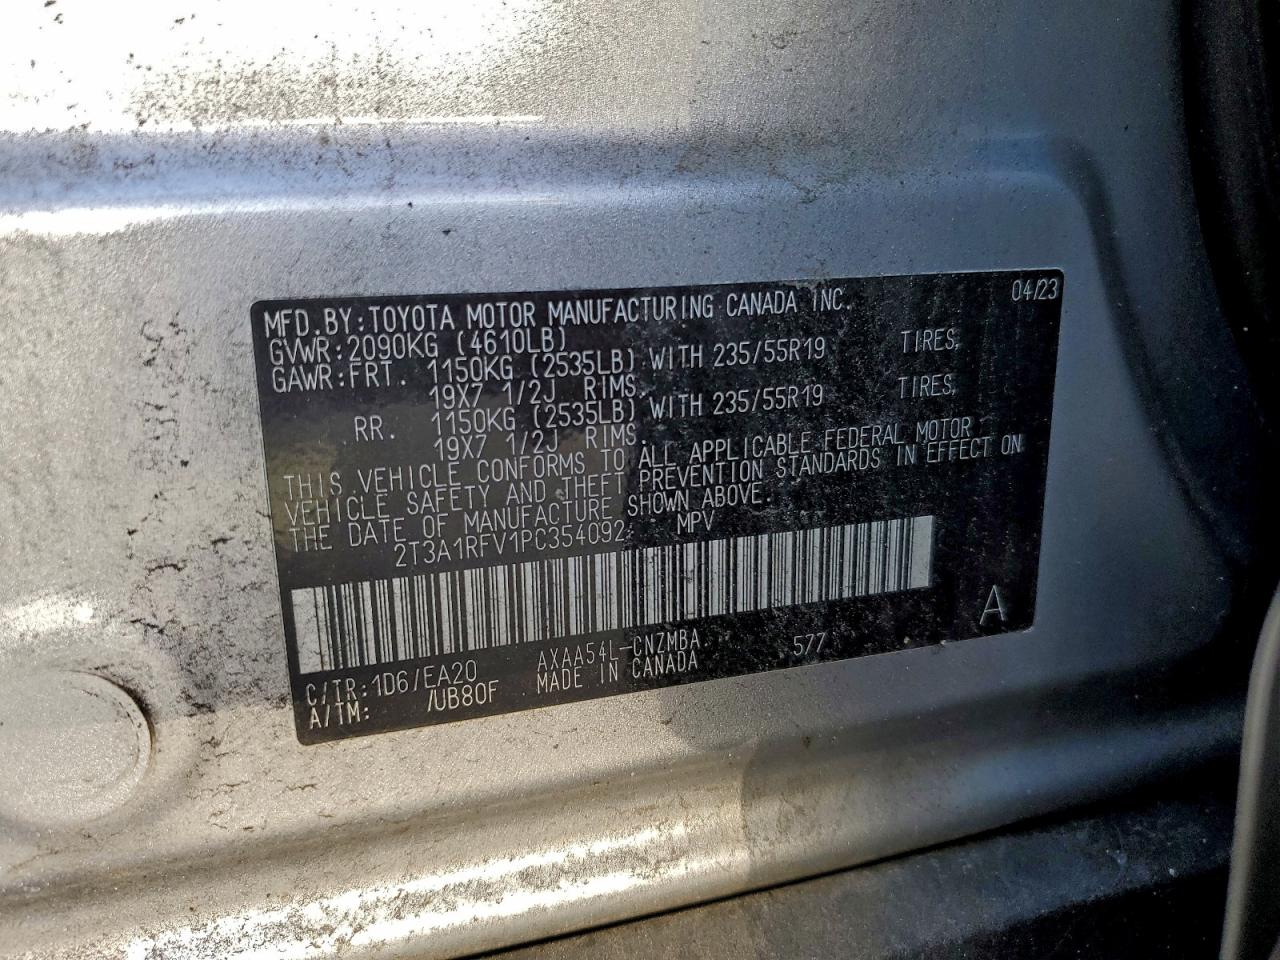 MFD.BY:TOYOTA MOTOR MANUFACTURING CANADA INC. 04/23
GVWR:2090KG (4610LB)
GAWR:FRT. 1150KG (2535LB) WITH 235/55R19 TIRES,
19X7 1/2J RIMS.
RR. 1150KG (2535LB) WITH 235/55R19 TIRES,
19X7 1/2J RIMS.
THIS VEHICLE CONFORMS TO ALL APPLICABLE FEDERAL MOTOR
VEHICLE SAFETY AND THEFT PREVENTION STANDARDS IN EFFECT ON
THE DATE OF MANUFACTURE SHOWN ABOVE.
2T3A1RFV1PC354092 MPV
A
C/TR:1D6/EA20 AXAA54L-CNZMBA 577
A/TM: /UB80F MADE IN CANADA